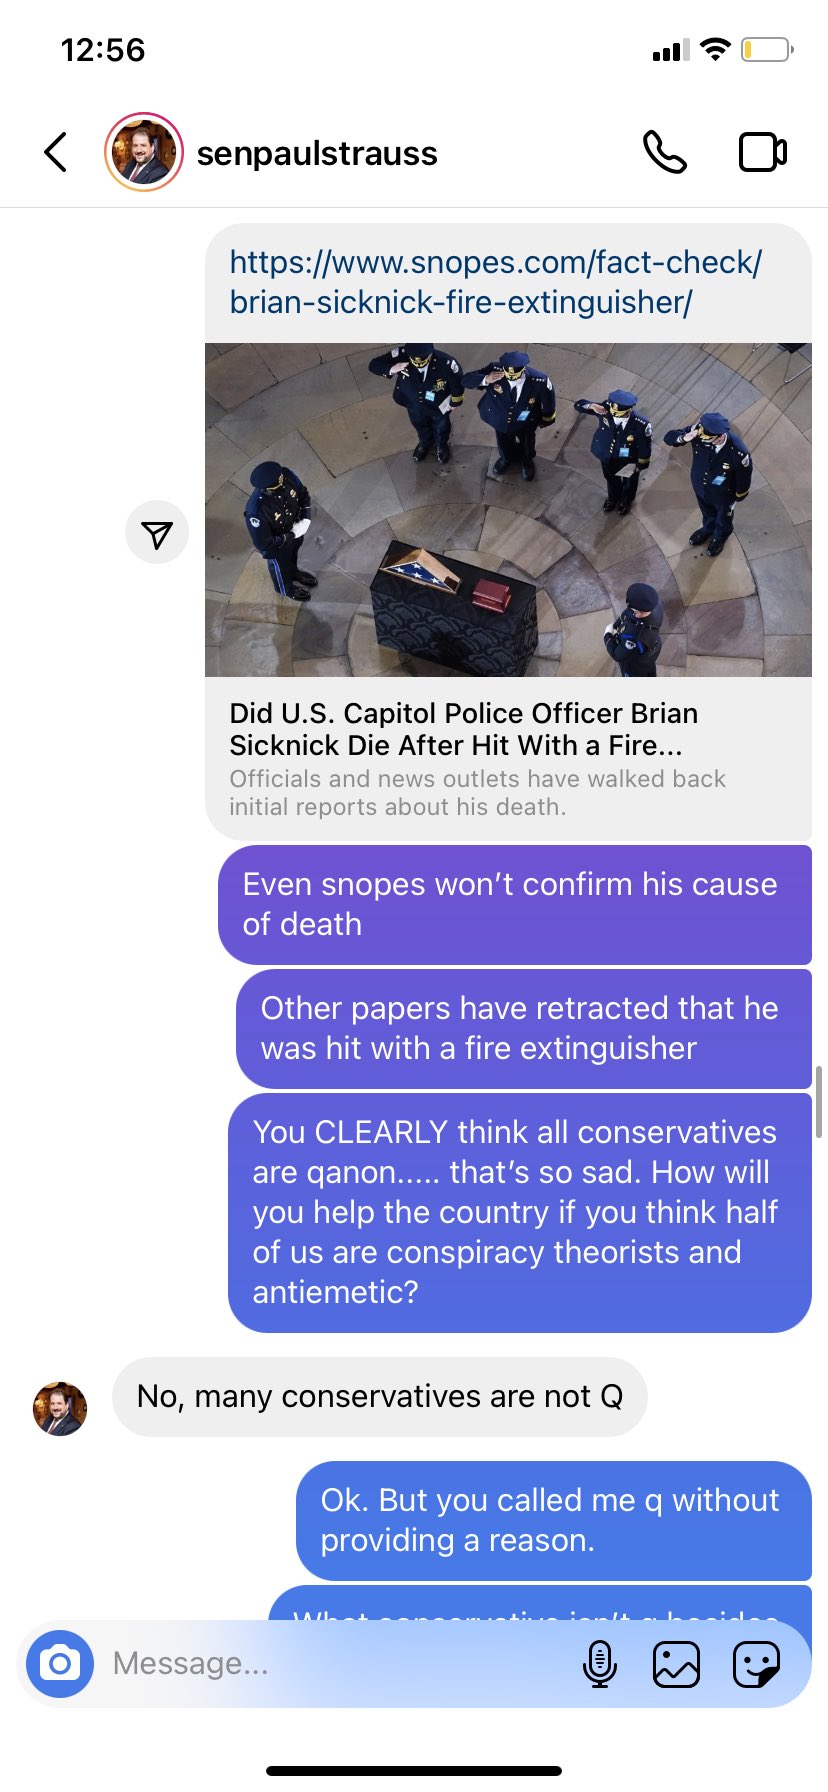 12:56
senpaulstrauss
https://www.snopes.com/fact-check/
brian-sicknick-fire-extinguisher/
Did U.S. Capitol Police Officer Brian
Sicknick Die After Hit With a Fire...
Officials and news outlets have walked back
initial reports about his death.
Even snopes won't confirm his cause
of death
Other papers have retracted that he
was hit with a fire extinguisher
You CLEARLY think all conservatives
are qanon..... that's so sad. How will
you help the country if you think half
of us are conspiracy theorists and
antiemetic?
No, many conservatives are not Q
Ok. But you called me q without
providing a reason.
What conservative isn't q besides
Message...